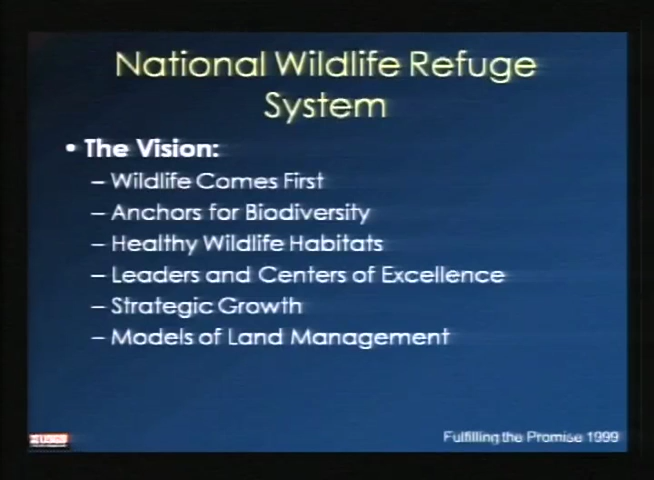 National Wildlife Refuge
System
• The Vision:
– Wildlife Comes First
– Anchors for Biodiversity
– Healthy Wildlife Habitats
– Leaders and Centers of Excellence
– Strategic Growth
– Models of Land Management
Fulfilling the Promise 1999